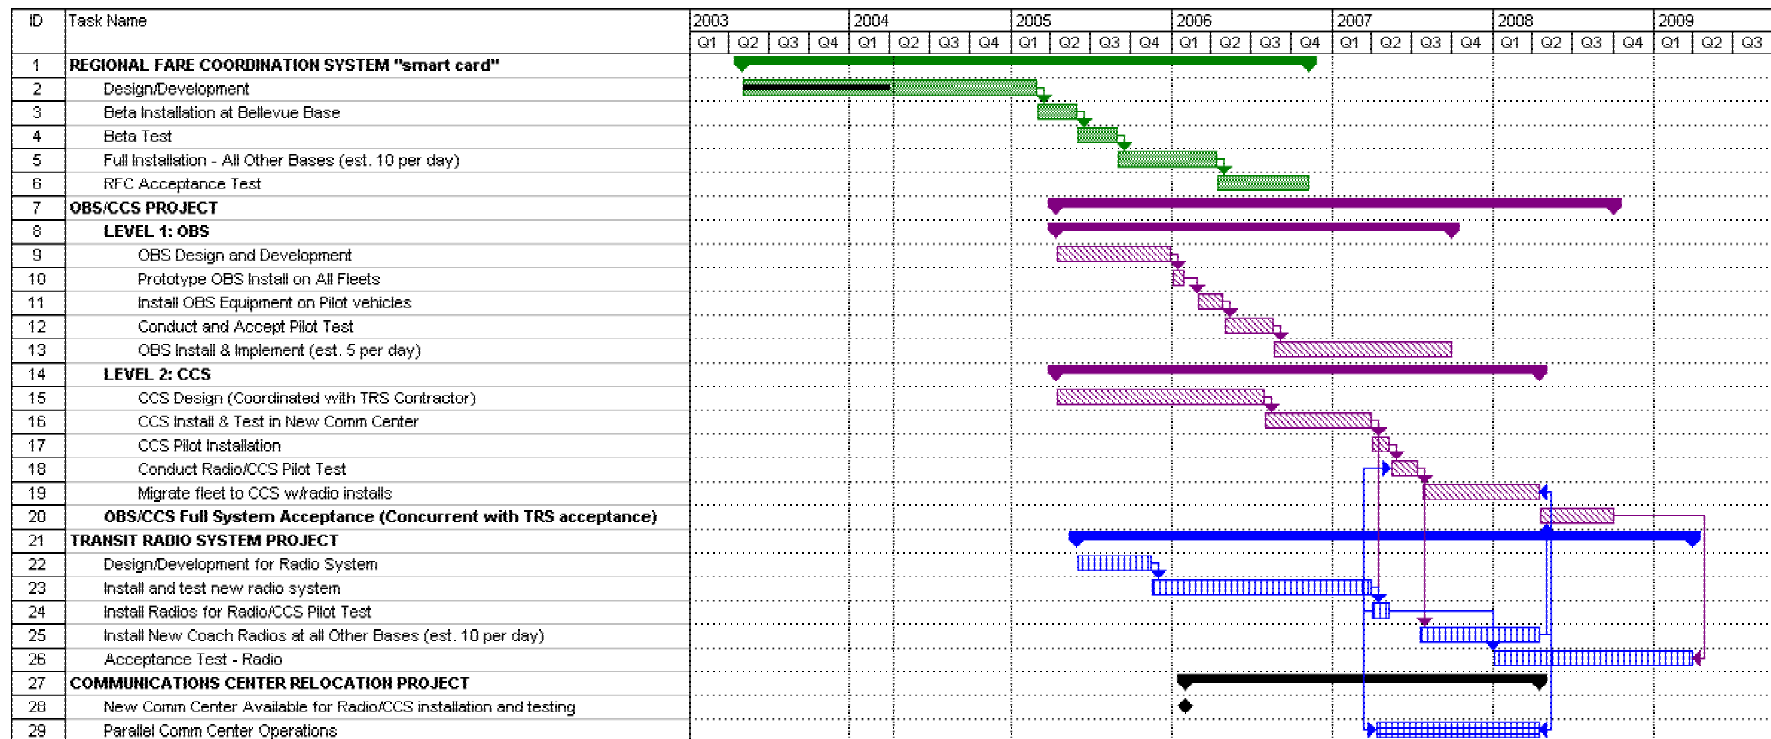 ID Task Name 2003 2004 2005 2006 2007 2008 2009
Q1 Q2 Q3 Q4 Q1 Q2 Q3 Q4 Q1 Q2 Q3 Q4 Q1 Q2 Q3 Q4 Q1 Q2 Q3 Q4 Q1 Q2 Q3 Q4 Q1 Q2 Q3
1 REGIONAL FARE COORDINATION SYSTEM "smart card"
2 Design/Development
3 Beta Installation at Bellevue Base
4 Beta Test
5 Full Installation - All Other Bases (est. 10 per day)
6 RFC Acceptance Test
7 OBS/CCS PROJECT
8 LEVEL 1: OBS
9 OBS Design and Development
10 Prototype OBS Install on All Fleets
11 Install OBS Equipment on Pilot vehicles
12 Conduct and Accept Pilot Test
13 OBS Install & Implement (est. 5 per day)
14 LEVEL 2: CCS
15 CCS Design (Coordinated with TRS Contractor)
16 CCS Install & Test in New Comm Center
17 CCS Pilot Installation
18 Conduct Radio/CCS Pilot Test
19 Migrate fleet to CCS w/radio installs
20 OBS/CCS Full System Acceptance (Concurrent with TRS acceptance)
21 TRANSIT RADIO SYSTEM PROJECT
22 Design/Development for Radio System
23 Install and test new radio system
24 Install Radios for Radio/CCS Pilot Test
25 Install New Coach Radios at all Other Bases (est. 10 per day)
26 Acceptance Test - Radio
27 COMMUNICATIONS CENTER RELOCATION PROJECT
28 New Comm Center Available for Radio/CCS installation and testing
29 Parallel Comm Center Operations